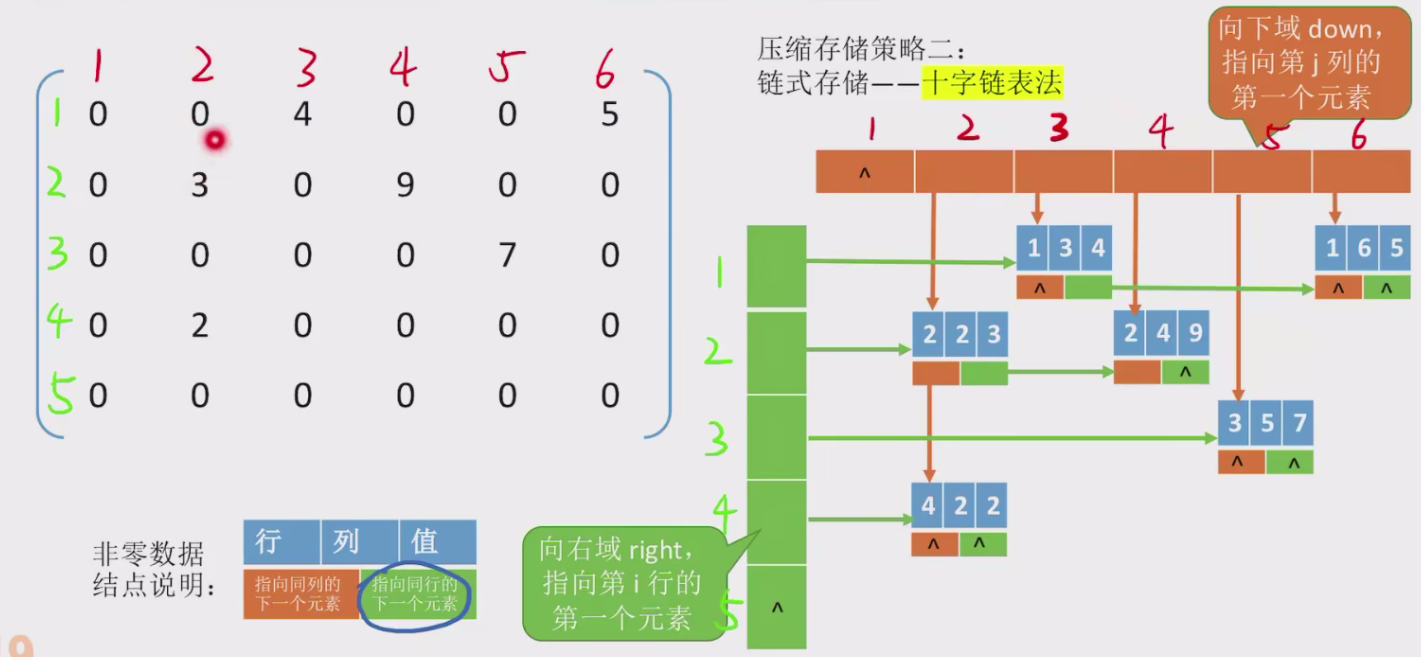 1 2 3 4 5 6
1 0 0 4 0 0 5
2 0 3 0 9 0 0
3 0 0 0 0 7 0
4 0 2 0 0 0 0
5 0 0 0 0 0 0
非零数据
结点说明：
行 列 值
指向同列的
下一个元素
指向同行的
下一个元素
压缩存储策略二：
链式存储——十字链表法
向下域 down，
指向第 j 列的
第一个元素
1 2 3 4 5 6
^
1
1 3 4
^
1 6 5
^ ^
2
2 2 3
2 4 9
^
3
3 5 7
^ ^
4
4 2 2
^ ^
5
^
向右域 right，
指向第 i 行的
第一个元素
9